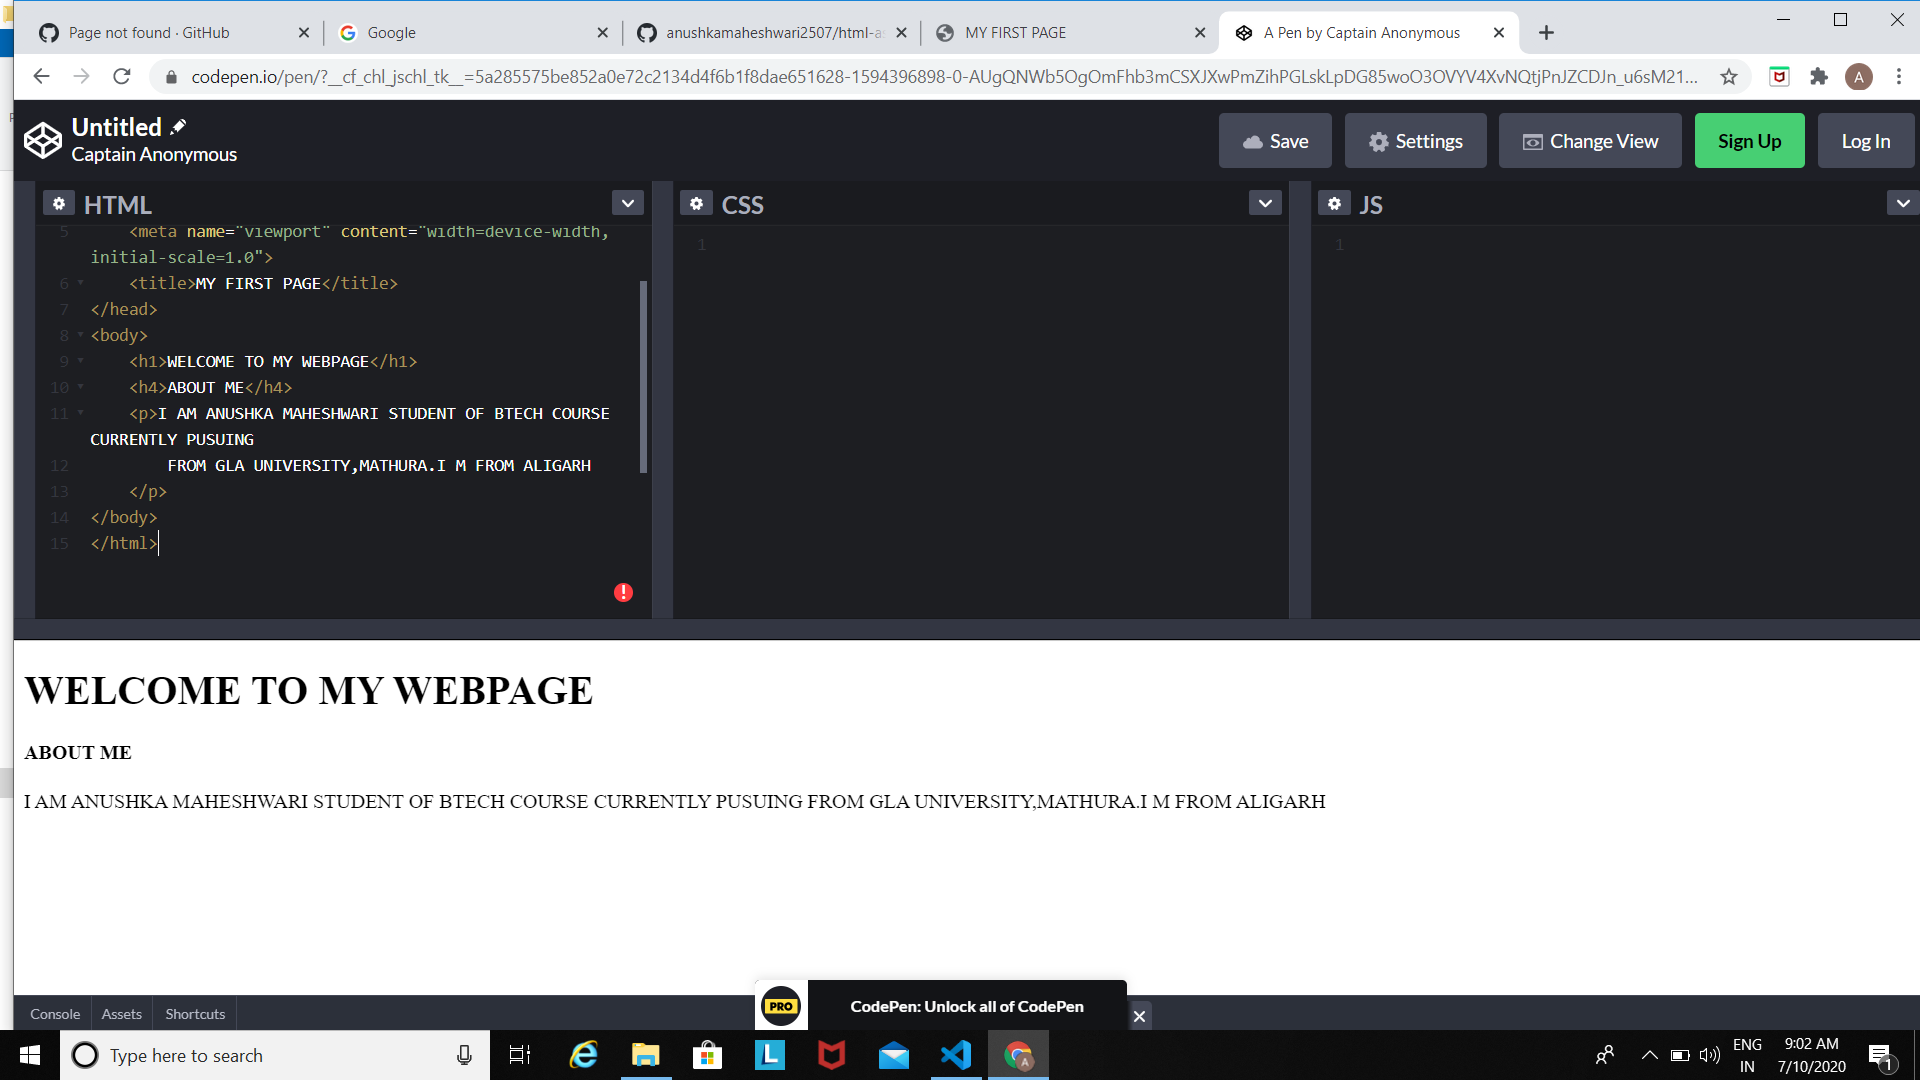 Page not found · GitHub
Google
anushkamaheshwari2507/html-as
MY FIRST PAGE
A Pen by Captain Anonymous
codepen.io/pen/?__cf_chl_jschl_tk__=5a285575be852a0e72c2134d4f6b1f8dae651628-1594396898-0-AUgQNWb5OgOmFhb3mCSXJXwPmZihPGLskLpDG85woO3OVYV4XvNQtjPnJZCDJn_u6sM21...
A
Untitled
Captain Anonymous
Save
Settings
Change View
Sign Up
Log In
HTML
CSS
JS
5 <meta name="viewport" content="width=device-width,
initial-scale=1.0">
6 <title>MY FIRST PAGE</title>
7 </head>
8 <body>
9 <h1>WELCOME TO MY WEBPAGE</h1>
10 <h4>ABOUT ME</h4>
11 <p>I AM ANUSHKA MAHESHWARI STUDENT OF BTECH COURSE
CURRENTLY PUSUING
12 FROM GLA UNIVERSITY,MATHURA.I M FROM ALIGARH
13 </p>
14 </body>
15 </html>
1
1
WELCOME TO MY WEBPAGE
ABOUT ME
I AM ANUSHKA MAHESHWARI STUDENT OF BTECH COURSE CURRENTLY PUSUING FROM GLA UNIVERSITY,MATHURA.I M FROM ALIGARH
Console
Assets
Shortcuts
PRO
CodePen: Unlock all of CodePen
Type here to search
L
A
ENG
IN
9:02 AM
7/10/2020
1